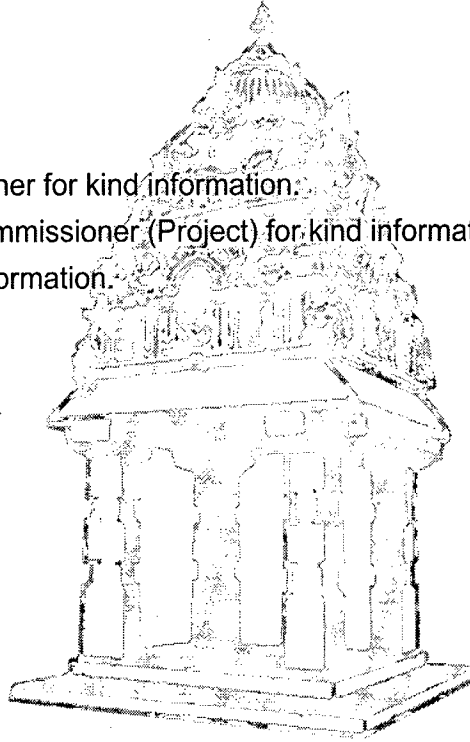 ner for kind information.
mmissioner (Project) for kind informat
ormation.